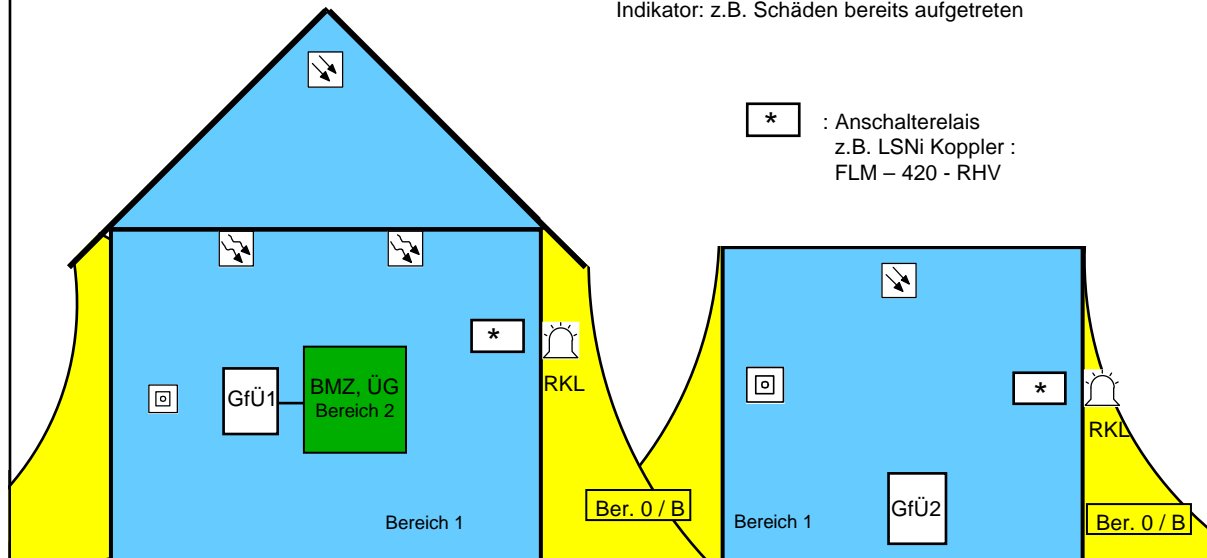 Indikator: z.B. Schäden bereits aufgetreten
* : Anschalterelais
z.B. LSNi Koppler :
FLM – 420 - RHV
*
RKL
GfÜ1
BMZ, ÜG
Bereich 2
Bereich 1
Ber. 0 / B
*
RKL
GfÜ2
Bereich 1
Ber. 0 / B